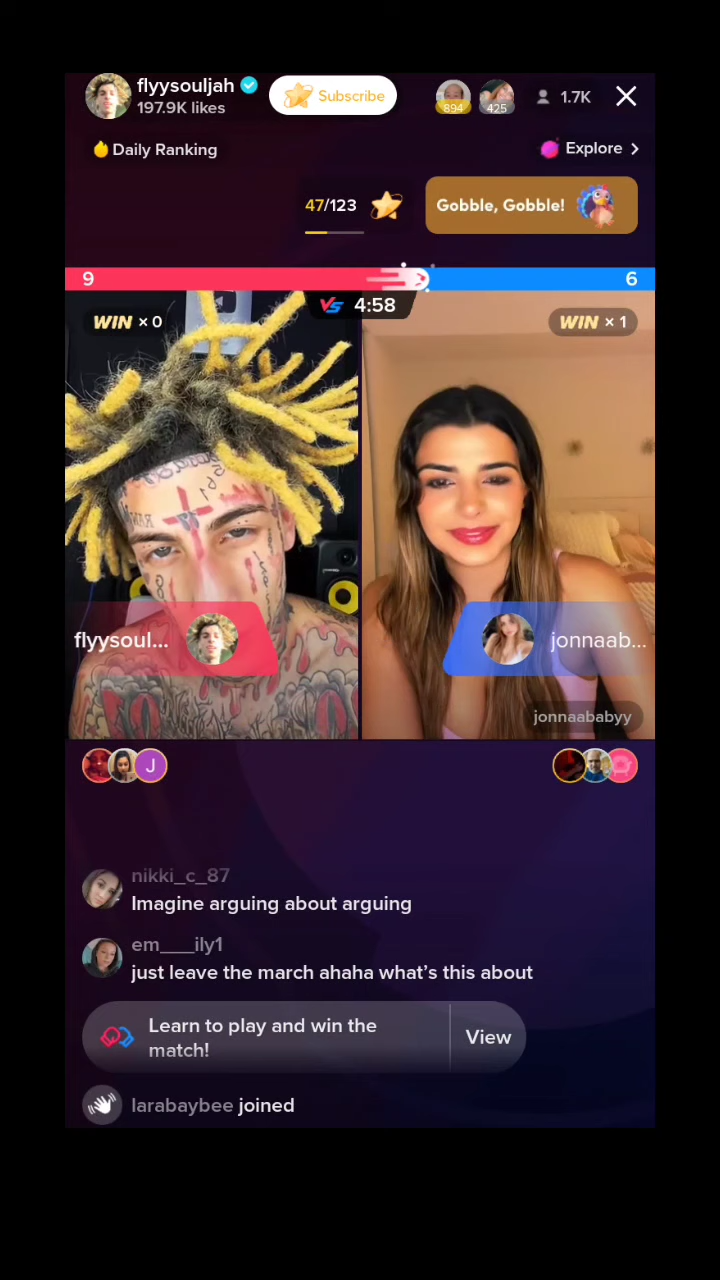 flyysouljah
197.9K likes
Subscribe
894
425
1.7K
Daily Ranking
Explore
47/123
Gobble, Gobble!
9
6
VS 4:58
WIN × 0
WIN × 1
flyysoul...
jonnaab...
jonnaababyy
J
nikki_c_87
Imagine arguing about arguing
em___ily1
just leave the march ahaha what's this about
Learn to play and win the
match!
View
larabaybee joined